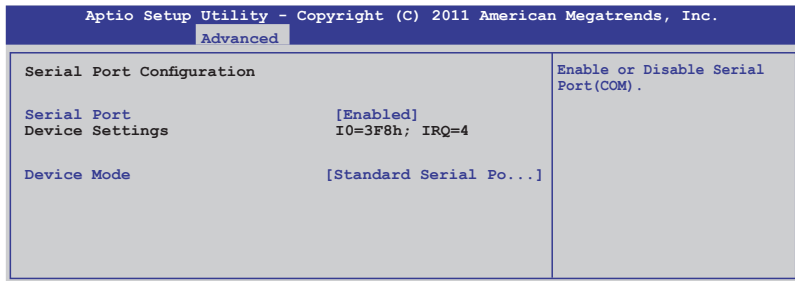 Aptio Setup Utility - Copyright (C) 2011 American Megatrends, Inc.
Advanced
Serial Port Configuration
Serial Port [Enabled]
Device Settings I0=3F8h; IRQ=4
Device Mode [Standard Serial Po...]
Enable or Disable Serial
Port(COM).